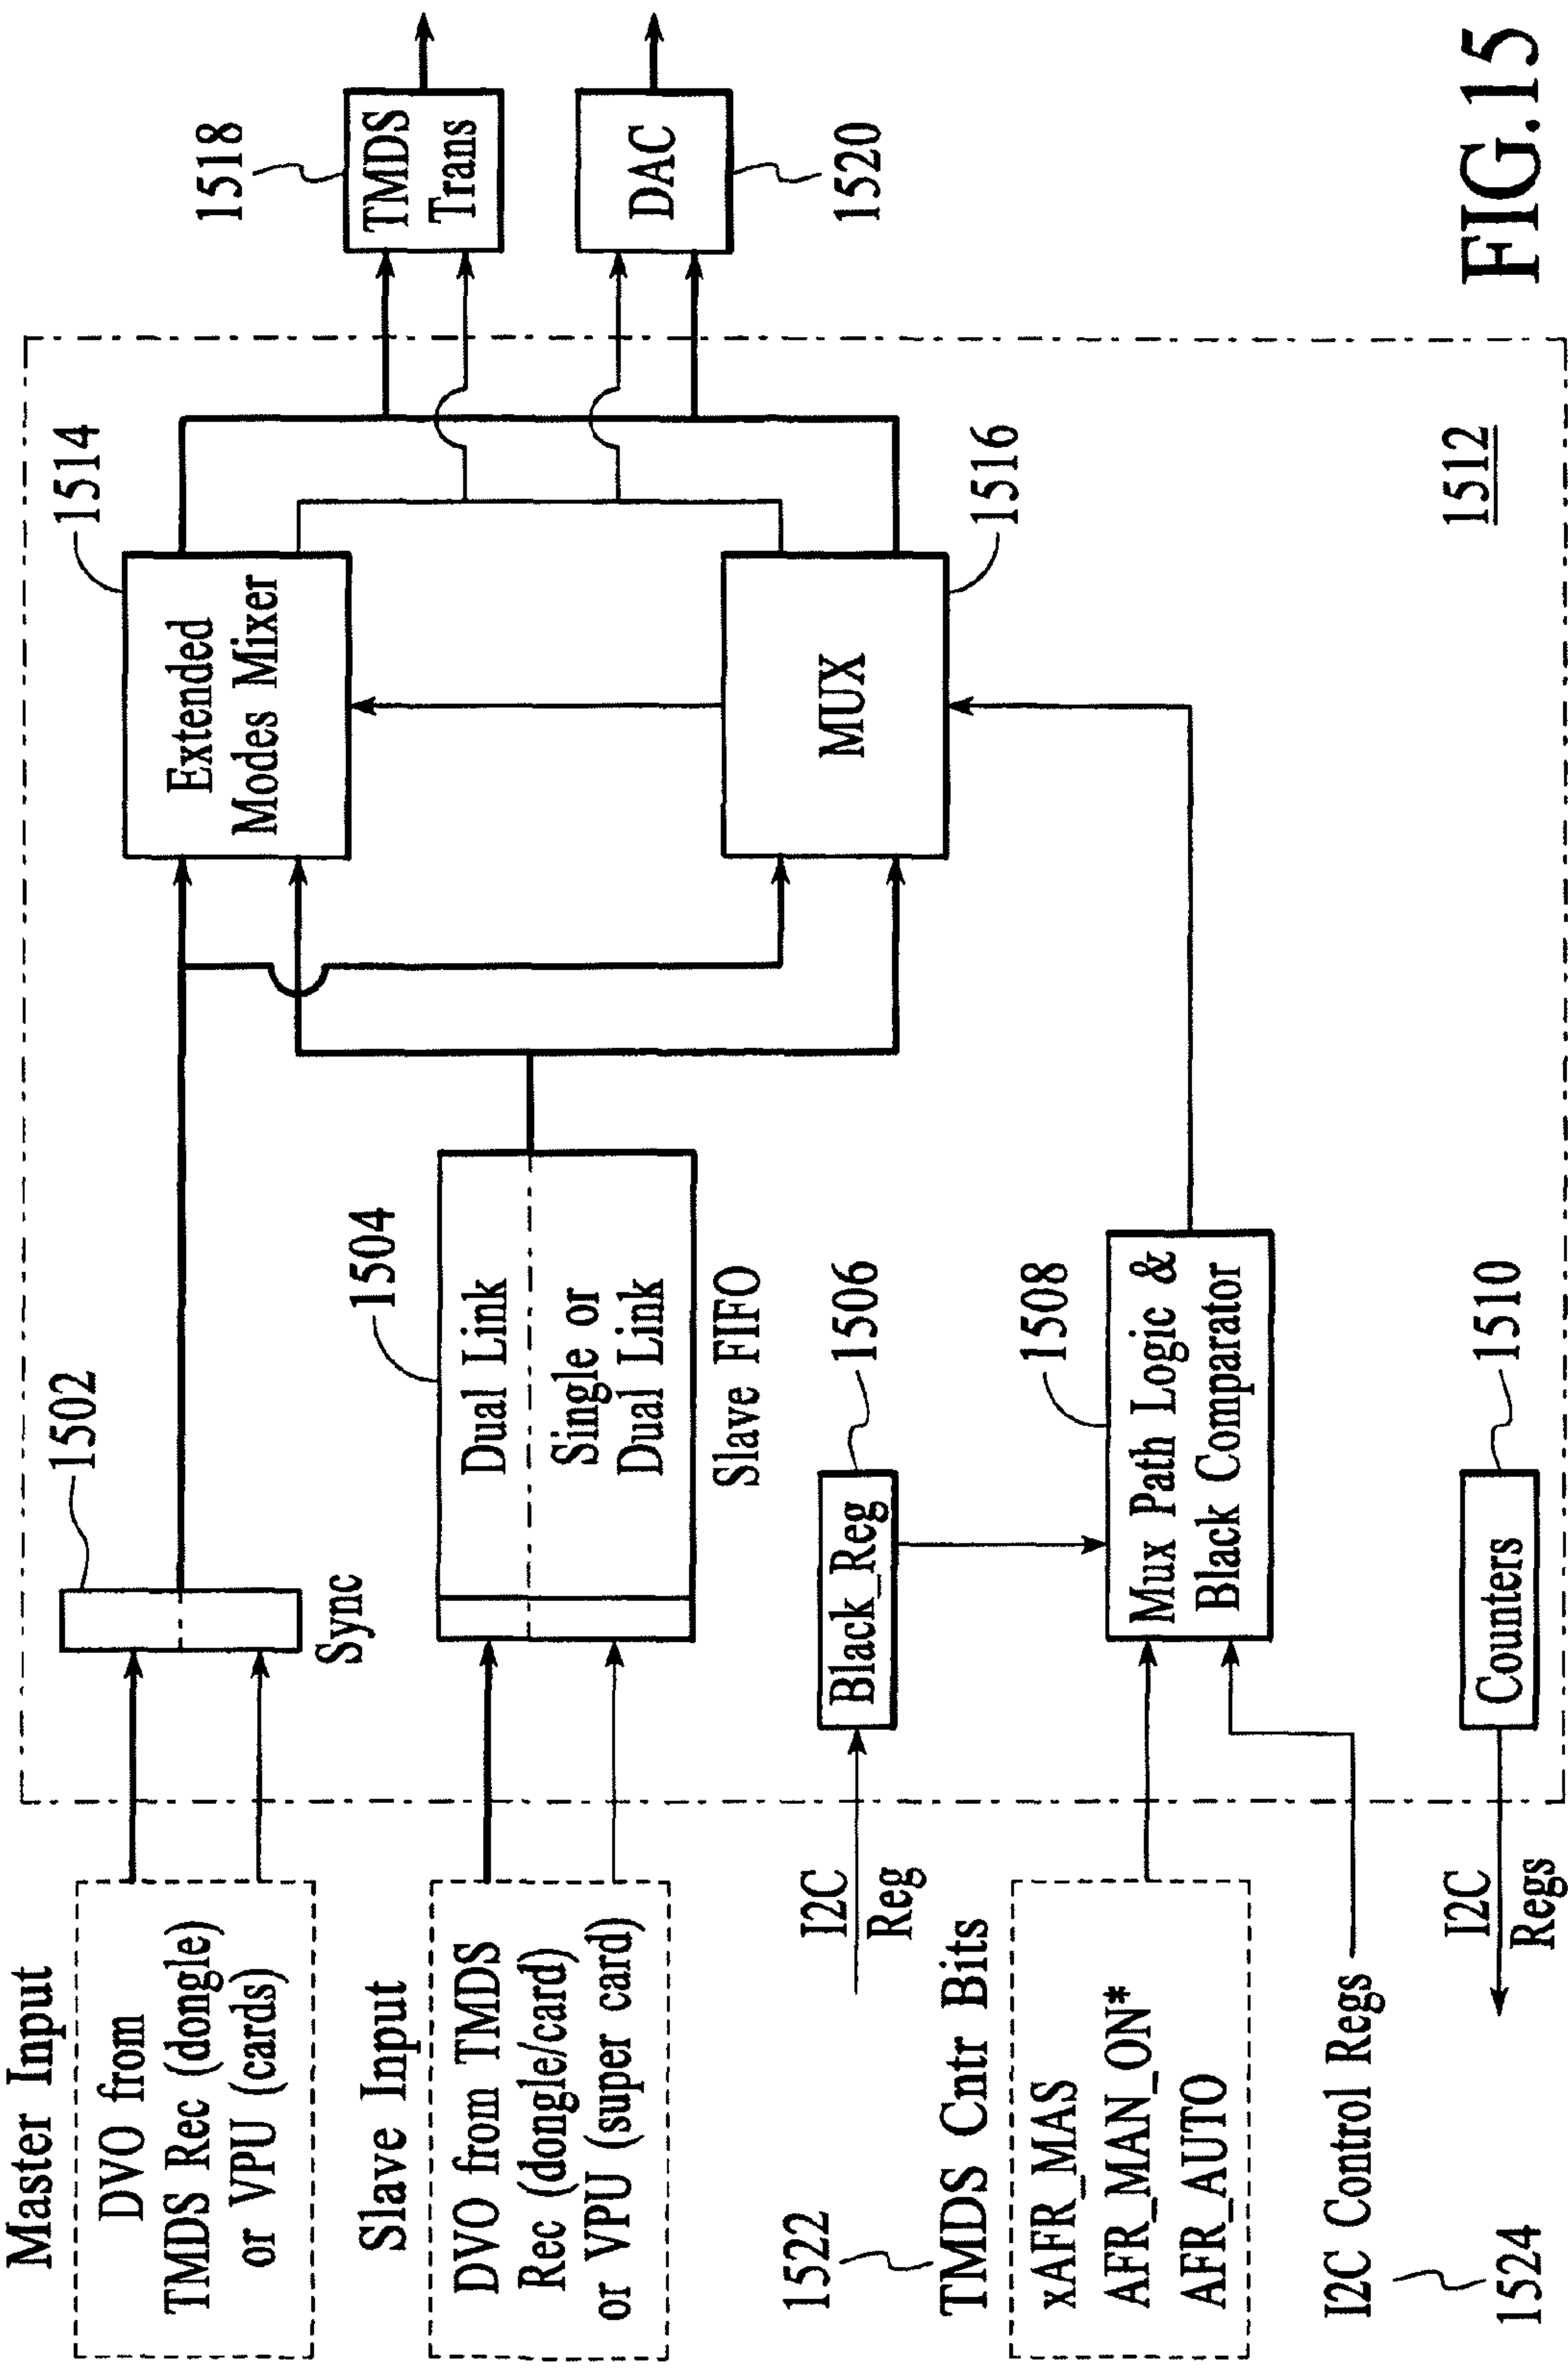 Master Input
DVO from
TMDS Rec (dongle)
or VPU (cards)
Slave Input
DVO from TMDS
Rec (dongle/card)
or VPU (super card)
1522
TMDS Cntr Bits
xAFR_MAS
AFR_MAN_ON*
AFR_AUTO
I2C Control Regs
1524
I2C
Reg
I2C
Regs
1502
Sync
1504
Dual Link
Single or
Dual Link
Slave FIFO
1506
Black_Reg
1508
Mux Path Logic &
Black Comparator
1510
Counters
1514
Extended
Modes Mixer
MUX
1516
1512
1518
TMDS
Trans
DAC
1520
FIG.15